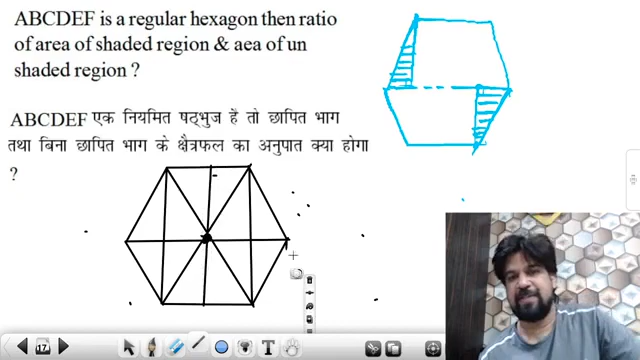 ABCDEF is a regular hexagon then ratio
of area of shaded region & aea of un
shaded region ?
ABCDEF एक नियमित षट्भुज हैं तो छापित भाग
तथा बिना छापित भाग के क्षैत्रफल का अनुपात क्या होगा
?
17
T